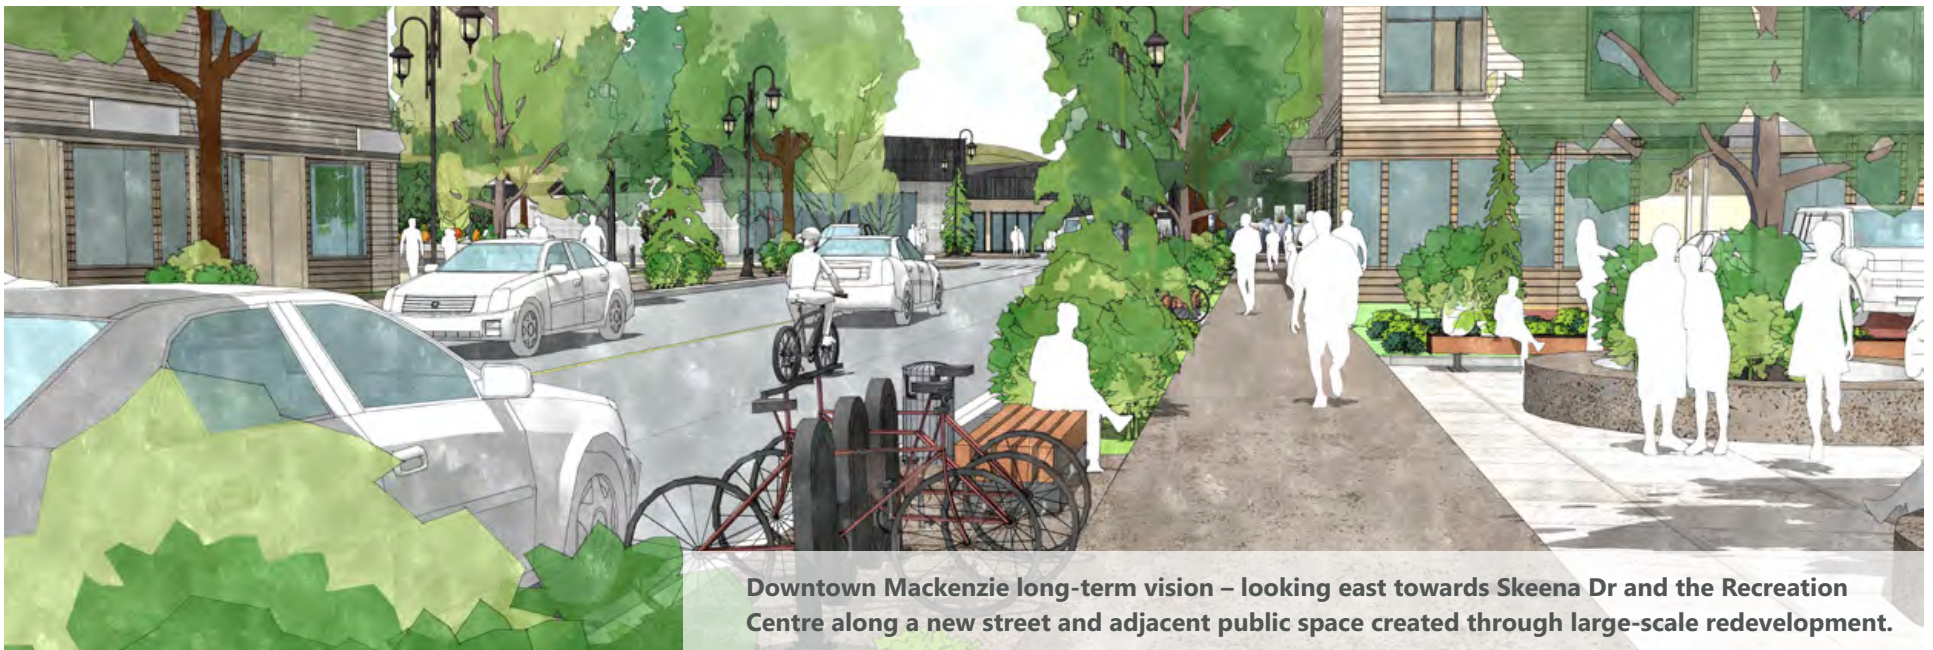 Downtown Mackenzie long-term vision – looking east towards Skeena Dr and the Recreation
Centre along a new street and adjacent public space created through large-scale redevelopment.